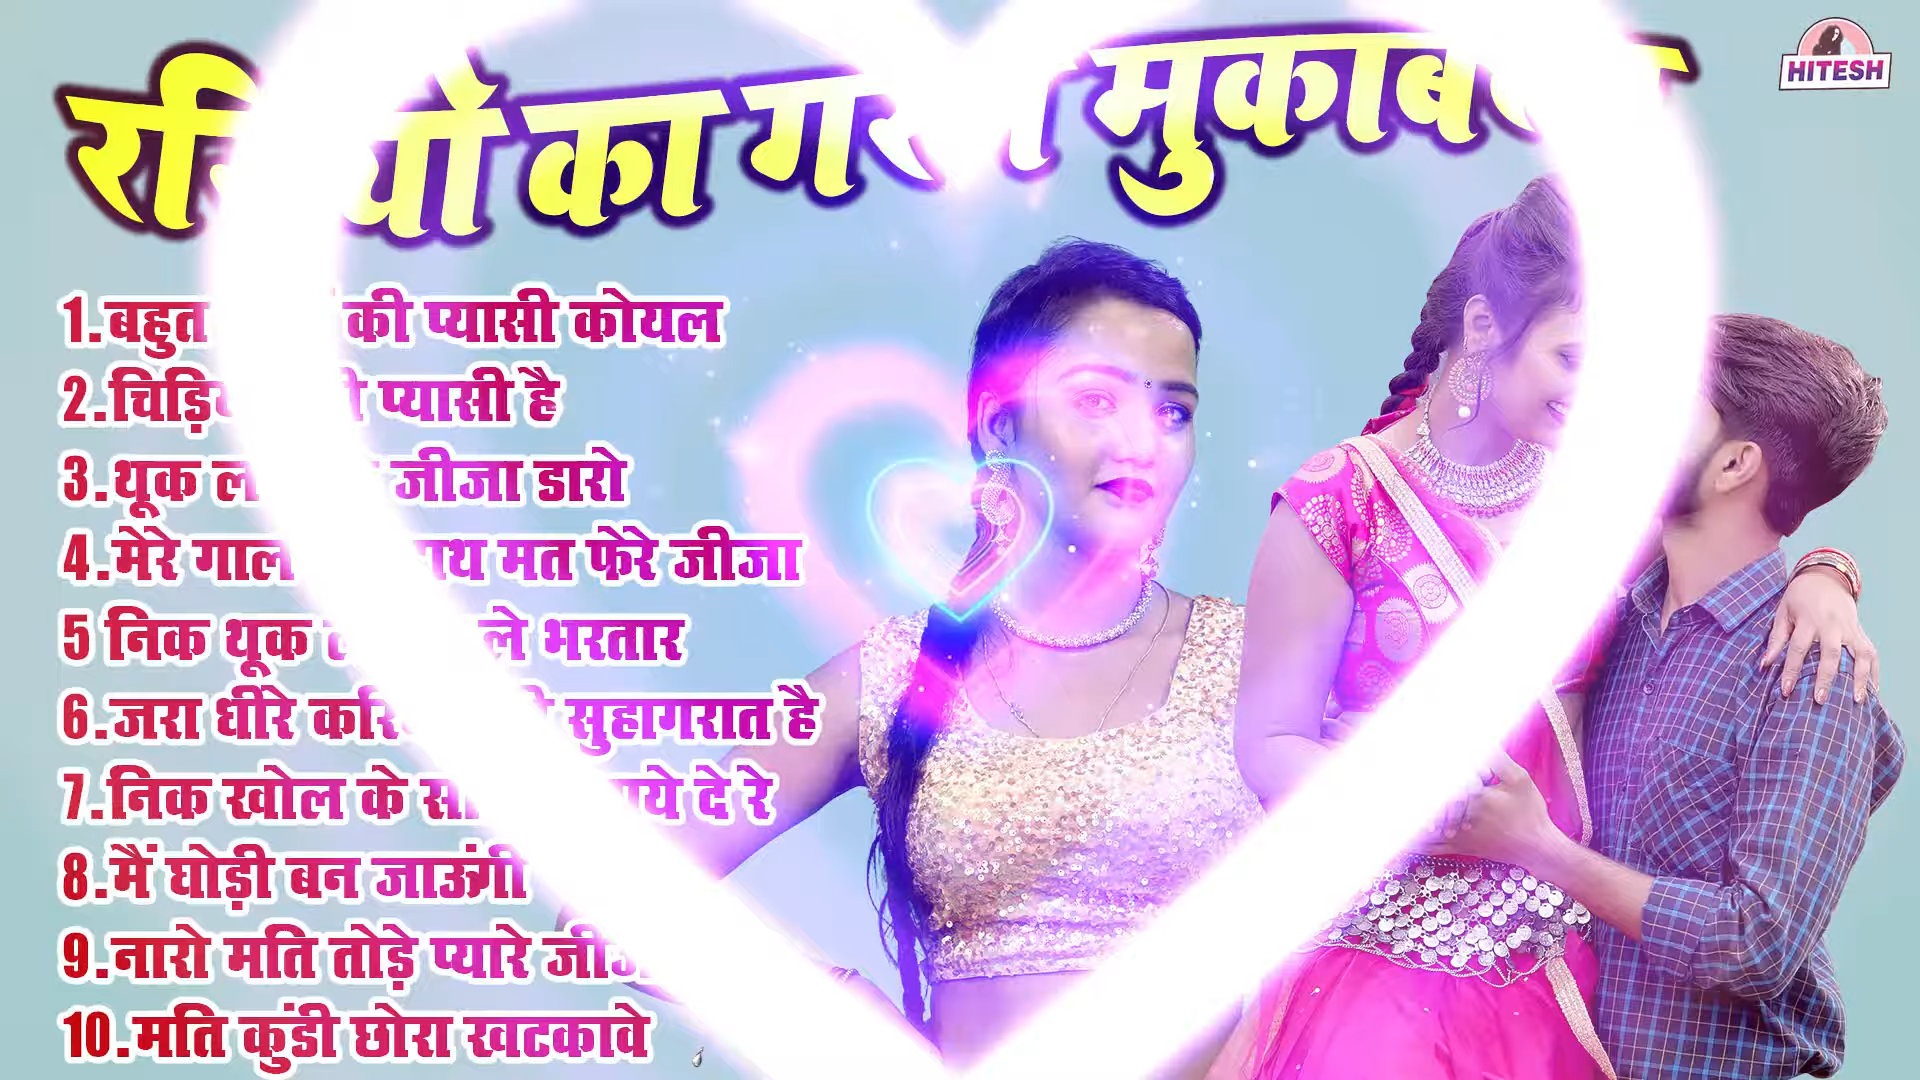 का मुकाब
HITESH
1.बहुत की प्यासी कोयल
2. प्यासी है
3.थूक जीजा डारो
4.मेरे गाल मत फेरे जीजा
5 निक थूक ले भरतार
6.जरा धीरे सुहागरात है
7.निक खोल के दे रे
8.मैं घोड़ी बन जाऊंगी
9.नारो मति तोड़े प्यारे
10.मति कुंडी छोरा खटकावे